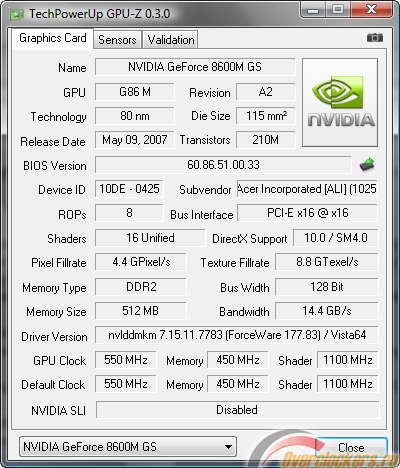 TechPowerUp GPU-Z 0.3.0
Graphics Card Sensors Validation
Name NVIDIA GeForce 8600M GS
GPU G86 M Revision A2
Technology 80 nm Die Size 115 mm²
Release Date May 09, 2007 Transistors 210M
NVIDIA
BIOS Version 60.86.51.00.33
Device ID 10DE - 0425 Subvendor Acer Incorporated [ALI] (1025
ROPs 8 Bus Interface PCI-E x16 @ x16
Shaders 16 Unified DirectX Support 10.0 / SM4.0
Pixel Fillrate 4.4 GPixel/s Texture Fillrate 8.8 GTexel/s
Memory Type DDR2 Bus Width 128 Bit
Memory Size 512 MB Bandwidth 14.4 GB/s
Driver Version nvlddmkm 7.15.11.7783 (ForceWare 177.83) / Vista64
GPU Clock 550 MHz Memory 450 MHz Shader 1100 MHz
Default Clock 550 MHz Memory 450 MHz Shader 1100 MHz
NVIDIA SLI Disabled
NVIDIA GeForce 8600M GS Close
Overclockers.ru